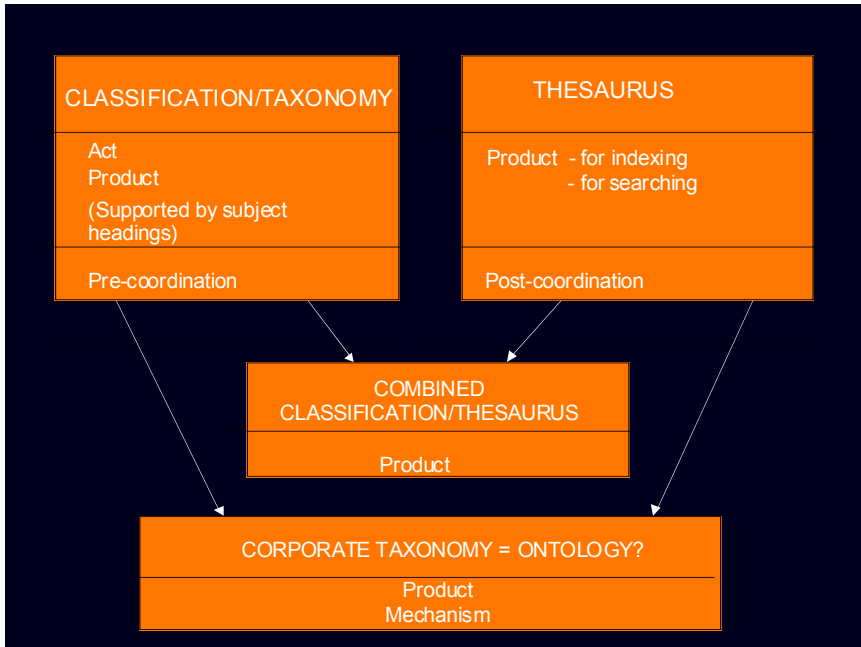 CLASSIFICATION/TAXONOMY
Act
Product
(Supported by subject
headings)
Pre-coordination
THESAURUS
Product - for indexing
- for searching
Post-coordination
COMBINED
CLASSIFICATION/THESAURUS
Product
CORPORATE TAXONOMY = ONTOLOGY?
Product
Mechanism